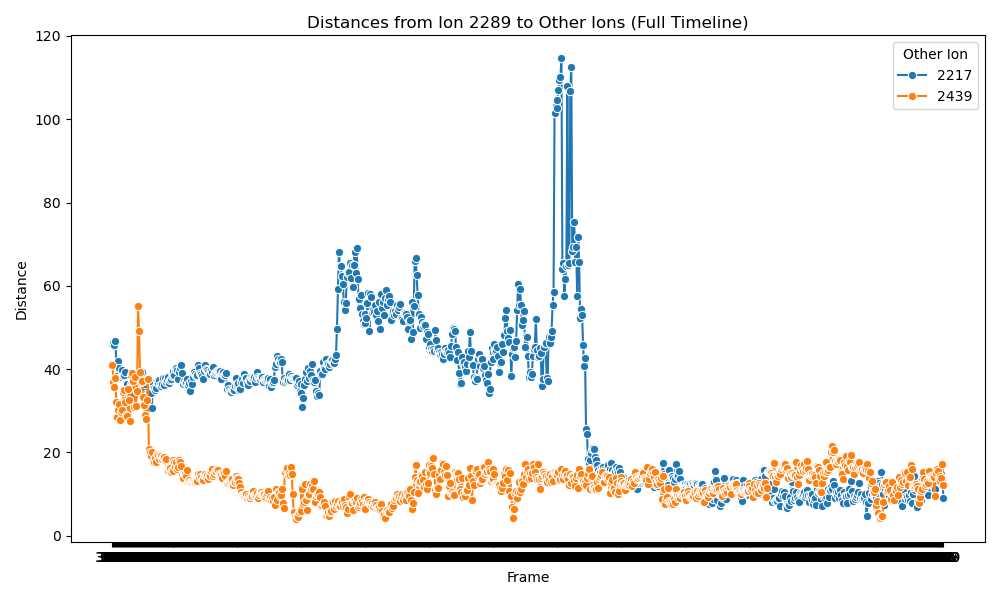 Distances from Ion 2289 to Other Ions (Full Timeline)
Other Ion
2217
2439
120
100
80
60
40
20
0
Distance
Frame